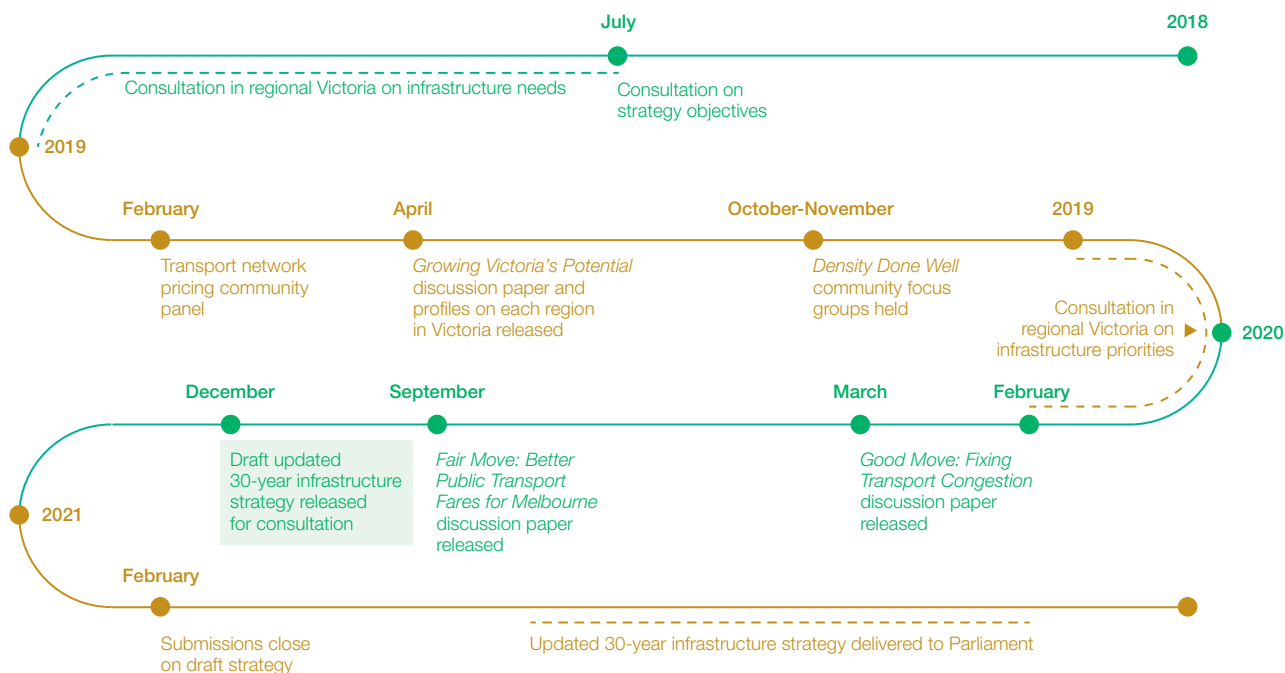 July
2018
Consultation in regional Victoria on infrastructure needs
Consultation on
strategy objectives
2019
February
Transport network
pricing community
panel
April
Growing Victoria's Potential
discussion paper and
profiles on each region
in Victoria released
October-November
Density Done Well
community focus
groups held
2019
Consultation in
regional Victoria on
infrastructure priorities
2020
December
Draft updated
30-year infrastructure
strategy released
for consultation
September
Fair Move: Better
Public Transport
Fares for Melbourne
discussion paper
released
March
Good Move: Fixing
Transport Congestion
discussion paper
released
February
2021
February
Submissions close
on draft strategy
Updated 30-year infrastructure strategy delivered to Parliament